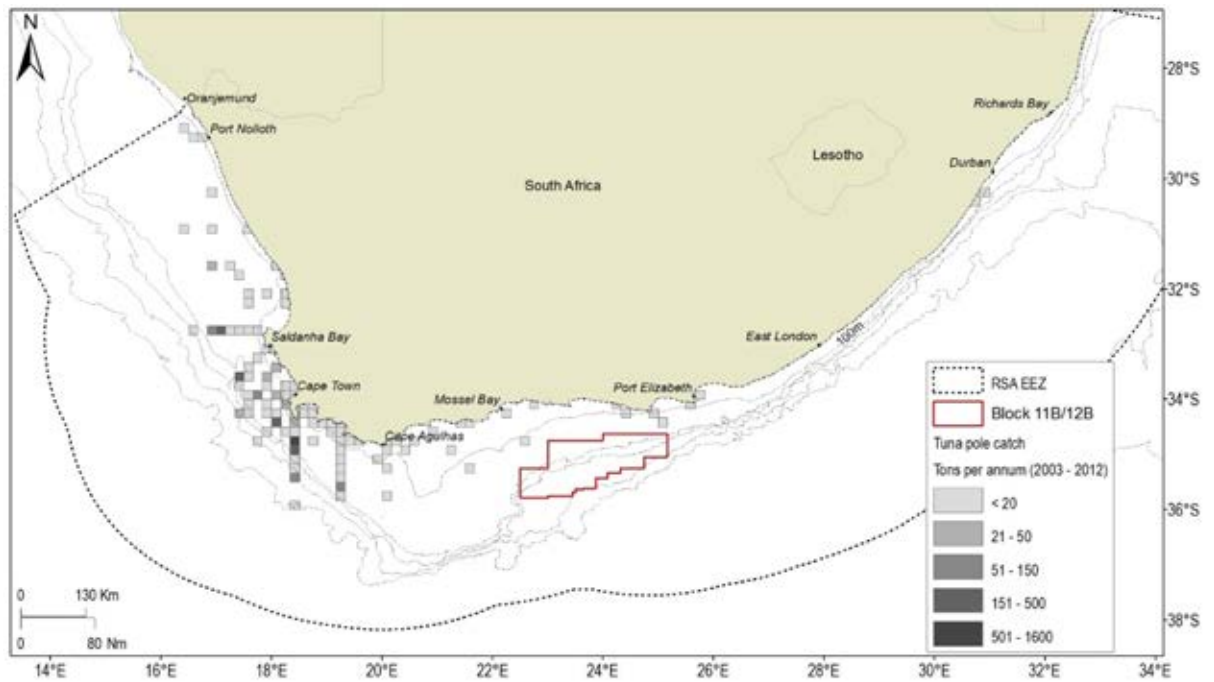 N
Oranjemund
Port Nolloth
Saldanha Bay
Cape Town
Cape Agulhas
Mossel Bay
Port Elizabeth
East London
Durban
Richards Bay
Lesotho
South Africa
100m
28°S
30°S
32°S
34°S
36°S
38°S
RSA EEZ
Block 11B/12B
Tuna pole catch
Tons per annum (2003 - 2012)
< 20
21 - 50
51 - 150
151 - 500
501 - 1600
0 130 Km
0 80 Nm
14°E 16°E 18°E 20°E 22°E 24°E 26°E 28°E 30°E 32°E 34°E